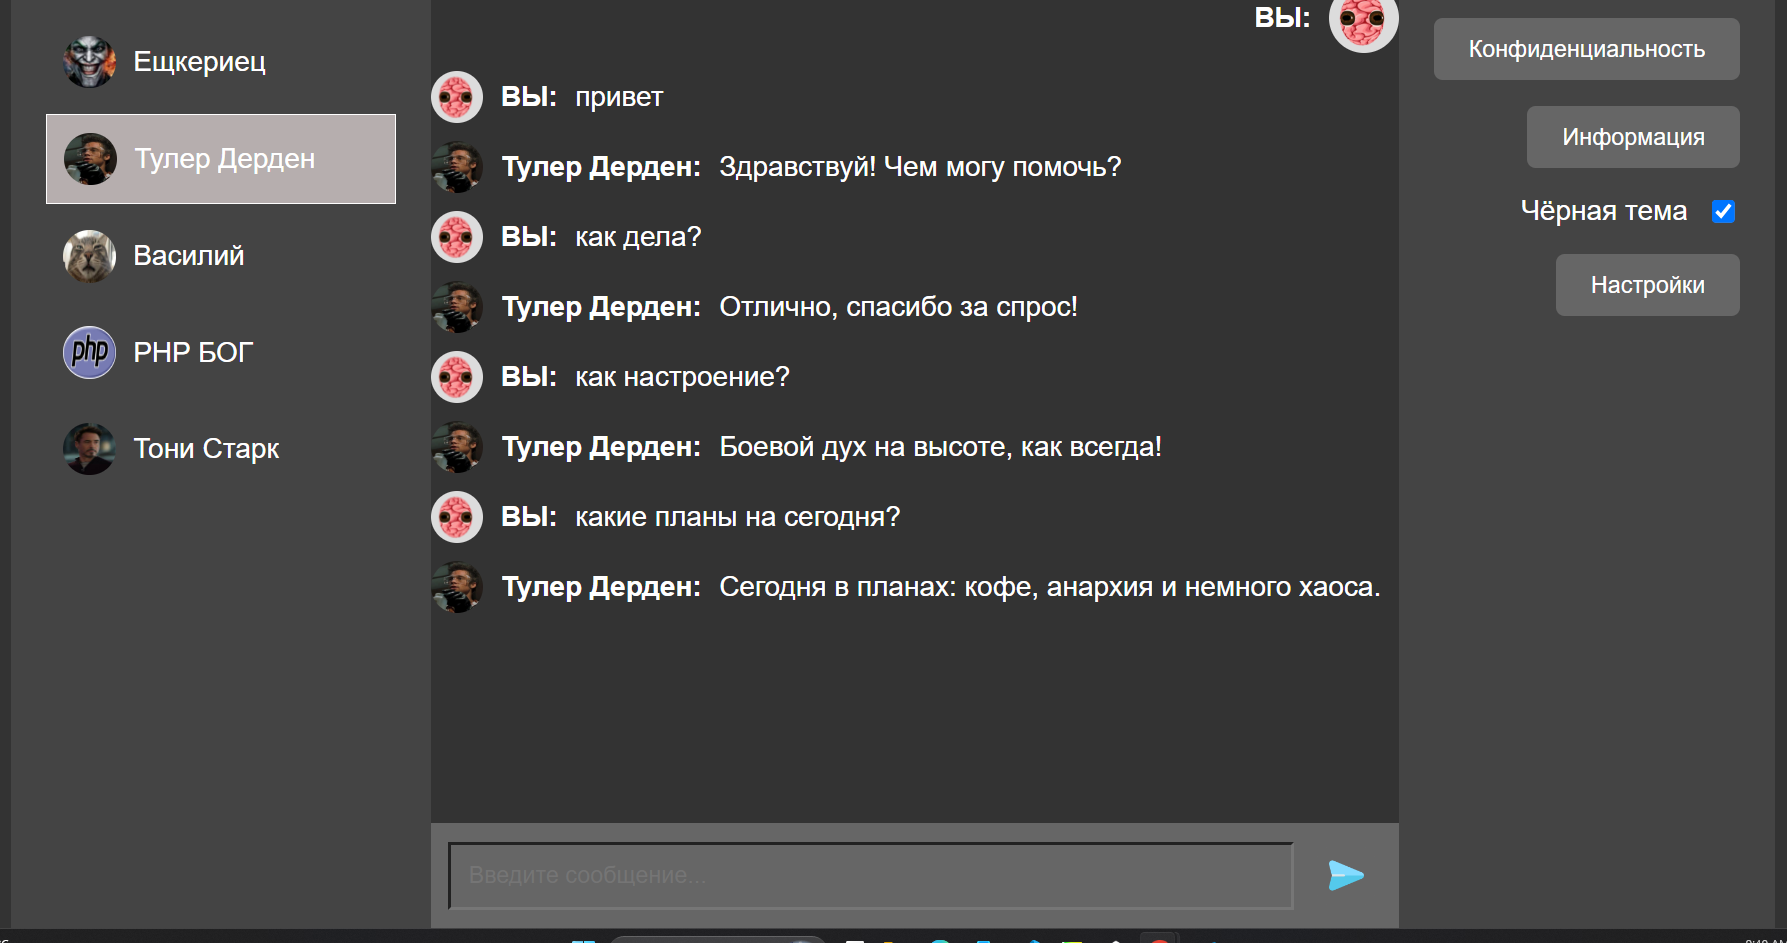 Ещкериец
Тулер Дерден
Василий
php
PHP БОГ
Тони Старк
ВЫ:
ВЫ: привет
Тулер Дерден: Здравствуй! Чем могу помочь?
ВЫ: как дела?
Тулер Дерден: Отлично, спасибо за спрос!
ВЫ: как настроение?
Тулер Дерден: Боевой дух на высоте, как всегда!
ВЫ: какие планы на сегодня?
Тулер Дерден: Сегодня в планах: кофе, анархия и немного хаоса.
Введите сообщение...
Конфиденциальность
Информация
Чёрная тема
Настройки